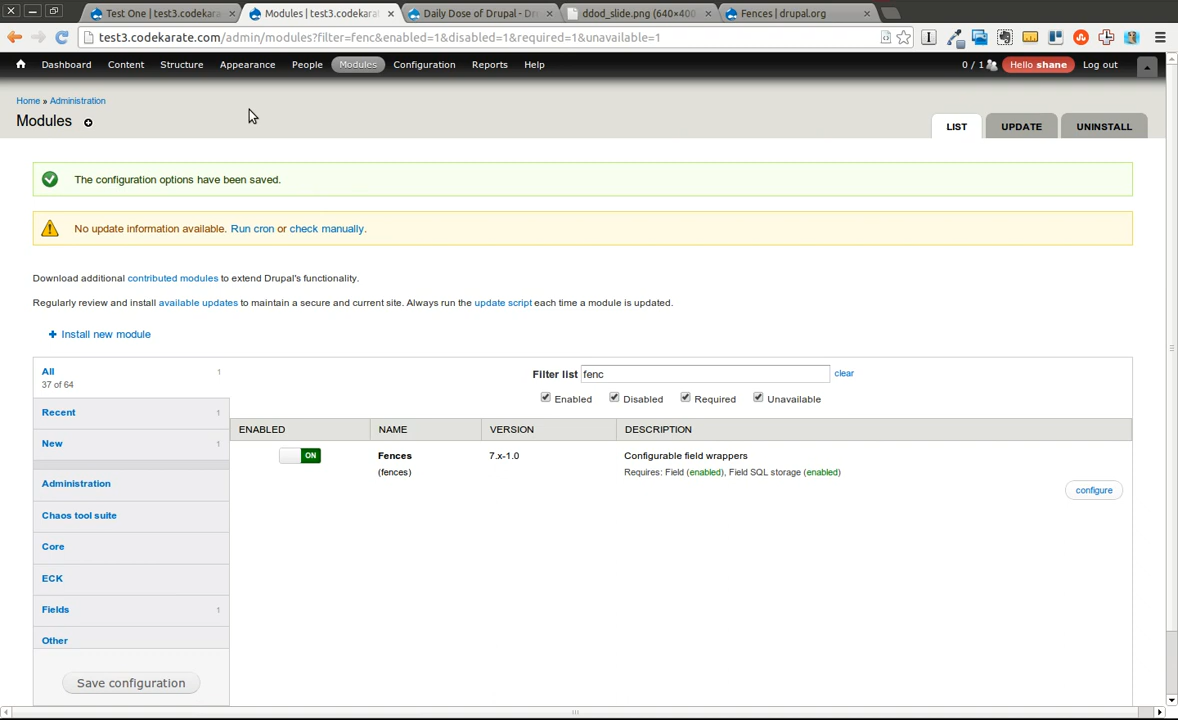 Test One | test3.codekara
Modules | test3.codekara
Daily Dose of Drupal - Dr
ddod_slide.png (640×400
Fences | drupal.org
test3.codekarate.com/admin/modules?filter=fenc&enabled=1&disabled=1&required=1&unavailable=1
Dashboard Content Structure Appearance People Modules Configuration Reports Help 0 / 1 Hello shane Log out
Home » Administration
Modules
LIST UPDATE UNINSTALL
The configuration options have been saved.
No update information available. Run cron or check manually.
Download additional contributed modules to extend Drupal's functionality.
Regularly review and install available updates to maintain a secure and current site. Always run the update script each time a module is updated.
Install new module
All 1
37 of 64
Recent 1
New 1
Administration
Chaos tool suite
Core
ECK
Fields 1
Other
Save configuration
Filter list fenc clear
Enabled Disabled Required Unavailable
ENABLED NAME VERSION DESCRIPTION
ON Fences 7.x-1.0 Configurable field wrappers
(fences) Requires: Field (enabled), Field SQL storage (enabled)
configure